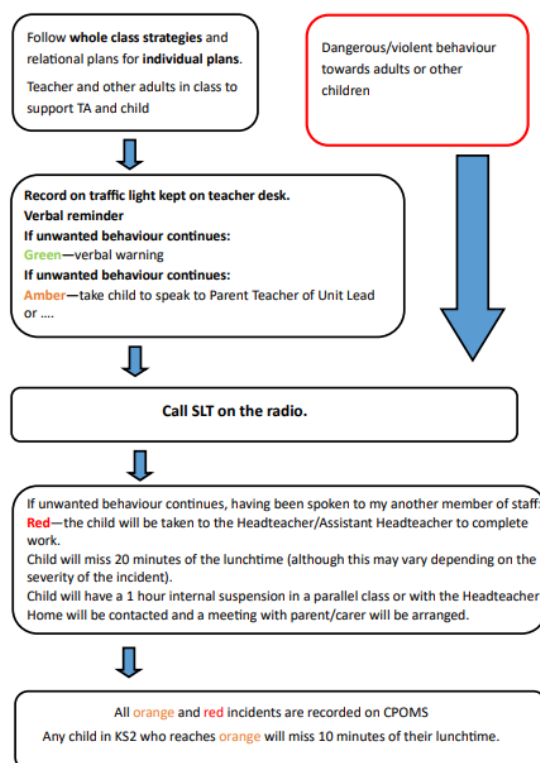 Follow whole class strategies and
relational plans for individual plans.
Teacher and other adults in class to
support TA and child
Dangerous/violent behaviour
towards adults or other
children
Record on traffic light kept on teacher desk.
Verbal reminder
If unwanted behaviour continues:
Green—verbal warning
If unwanted behaviour continues:
Amber—take child to speak to Parent Teacher of Unit Lead
or ....
Call SLT on the radio.
If unwanted behaviour continues, having been spoken to my another member of staff:
Red—the child will be taken to the Headteacher/Assistant Headteacher to complete
work.
Child will miss 20 minutes of the lunchtime (although this may vary depending on the
severity of the incident).
Child will have a 1 hour internal suspension in a parallel class or with the Headteacher
Home will be contacted and a meeting with parent/carer will be arranged.
All orange and red incidents are recorded on CPOMS
Any child in KS2 who reaches orange will miss 10 minutes of their lunchtime.